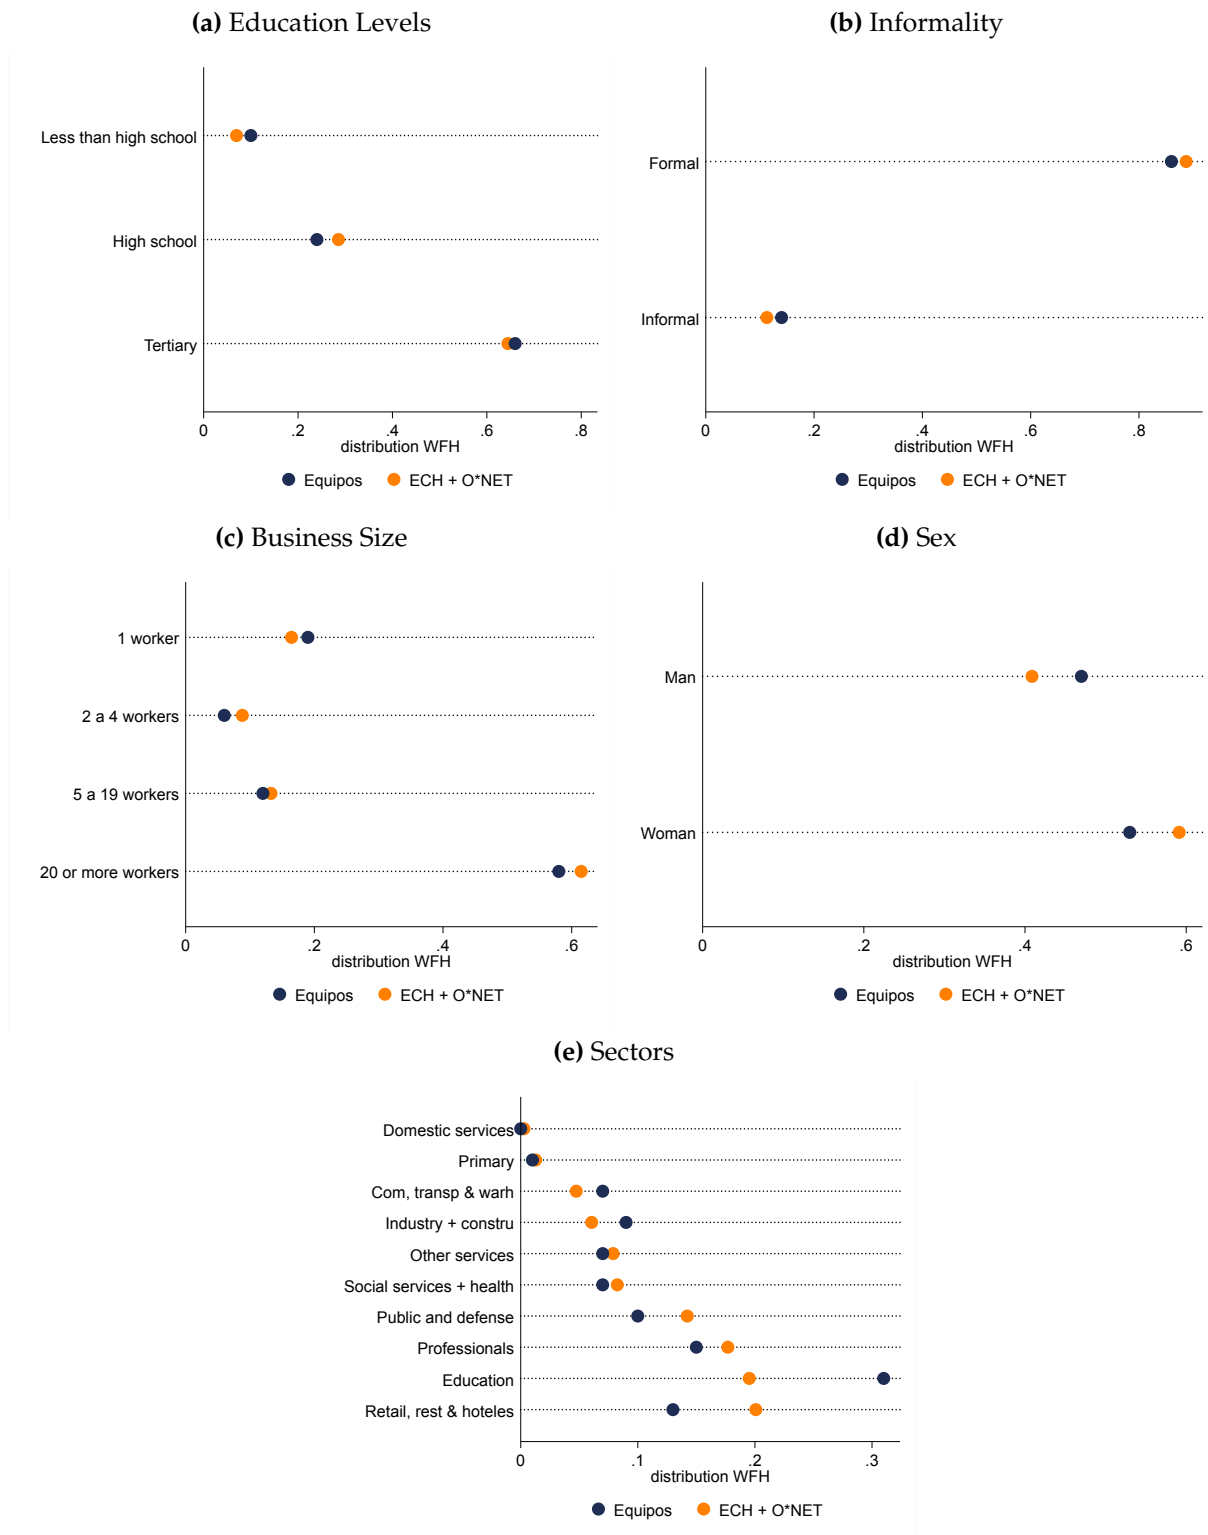 (a) Education Levels
Less than high school
High school
Tertiary
0 .2 .4 .6 .8
distribution WFH
Equipos ECH + O*NET
(b) Informality
Formal
Informal
0 .2 .4 .6 .8
distribution WFH
Equipos ECH + O*NET
(c) Business Size
1 worker
2 a 4 workers
5 a 19 workers
20 or more workers
0 .2 .4 .6
distribution WFH
Equipos ECH + O*NET
(d) Sex
Man
Woman
0 .2 .4 .6
distribution WFH
Equipos ECH + O*NET
(e) Sectors
Domestic services
Primary
Com, transp & warh
Industry + constru
Other services
Social services + health
Public and defense
Professionals
Education
Retail, rest & hoteles
0 .1 .2 .3
distribution WFH
Equipos ECH + O*NET